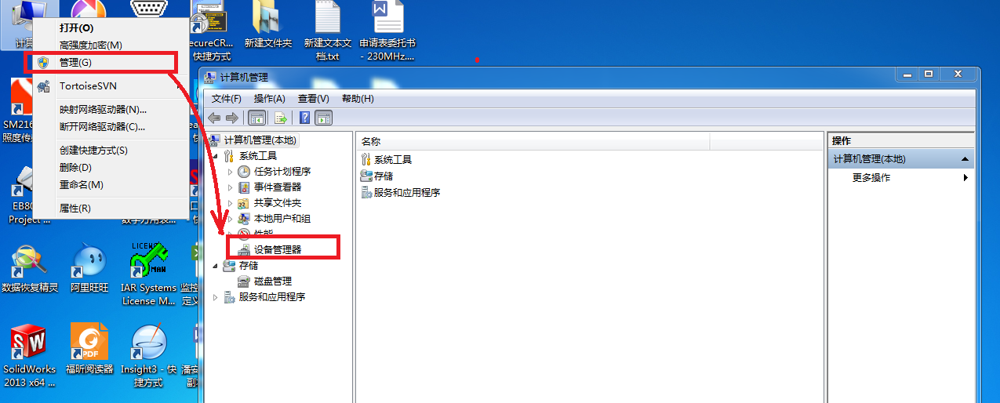 计算
打开(O)
高强度加密(M)
管理(G)
TortoiseSVN
映射网络驱动器(N)...
断开网络驱动器(C)...
创建快捷方式(S)
删除(D)
重命名(M)
属性(R)
ecureCR...
快捷方式
新建文件夹
新建文本文
档.txt
申请表委托书
- 230MHz....
SM216
照度传
EB80
Project ...
数据恢复精灵
阿里旺旺
LICEN
MAN
IAR Systems
License M...
监控
定义
SW
SolidWorks
2013 x64 ...
PDF
福昕阅读器
Insight3 - 快
捷方式
潘安
副本
计算机管理
文件(F)
操作(A)
查看(V)
帮助(H)
计算机管理(本地)
系统工具
任务计划程序
事件查看器
共享文件夹
本地用户和组
性能
设备管理器
存储
磁盘管理
服务和应用程序
名称
系统工具
存储
服务和应用程序
操作
计算机管理(本地)
更多操作